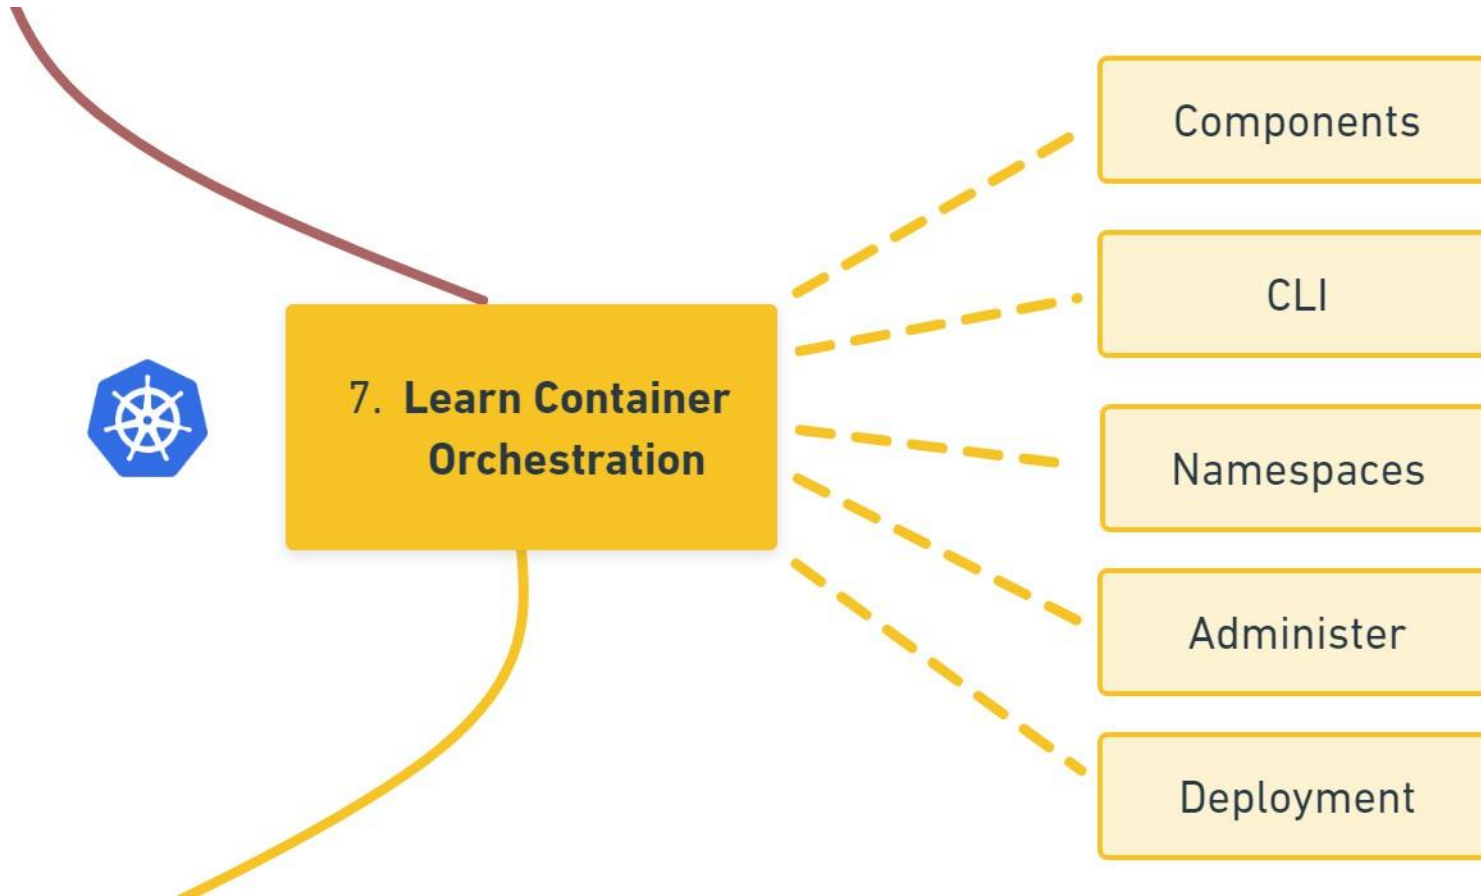 Components
CLI
7. Learn Container
Orchestration
Namespaces
Administer
Deployment